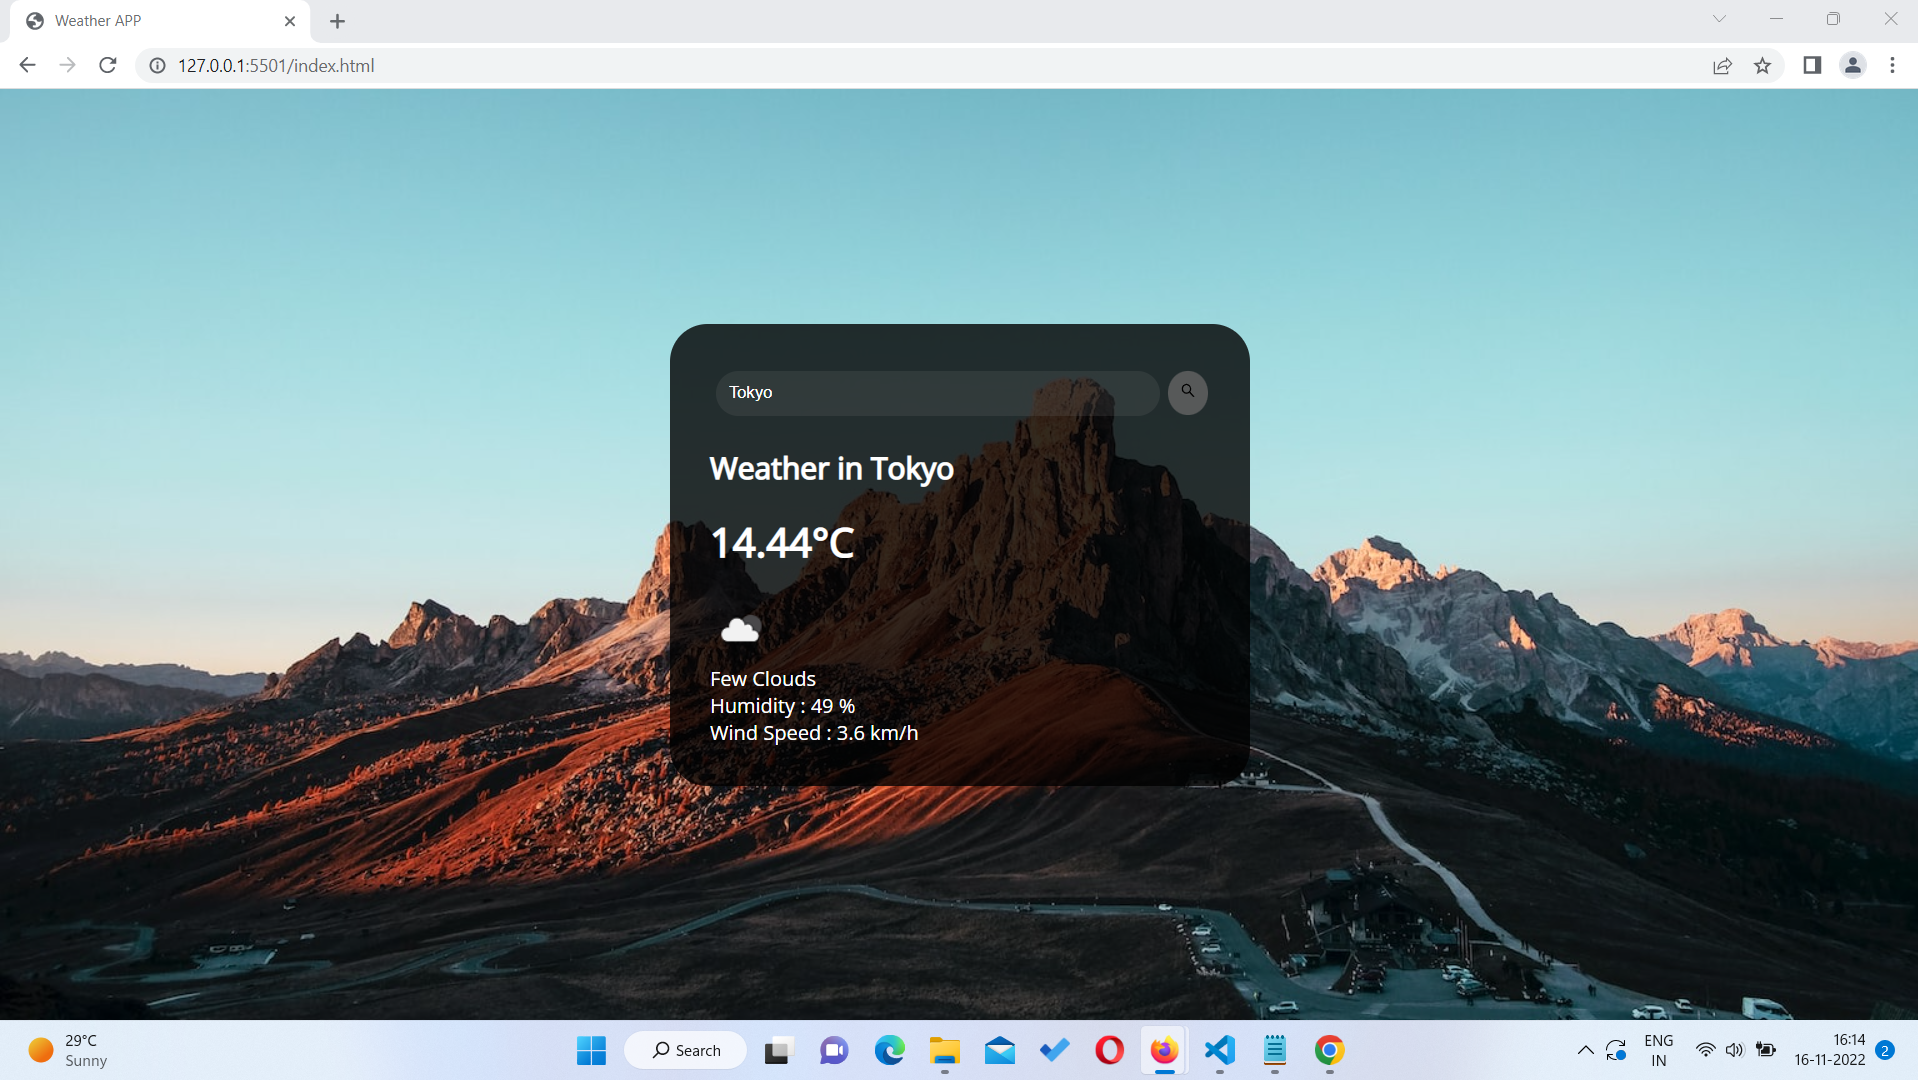 Weather APP
127.0.0.1:5501/index.html
Tokyo
Weather in Tokyo
14.44°C
Few Clouds
Humidity : 49 %
Wind Speed : 3.6 km/h
29°C
Sunny
Search
ENG
IN
16:14
16-11-2022
2